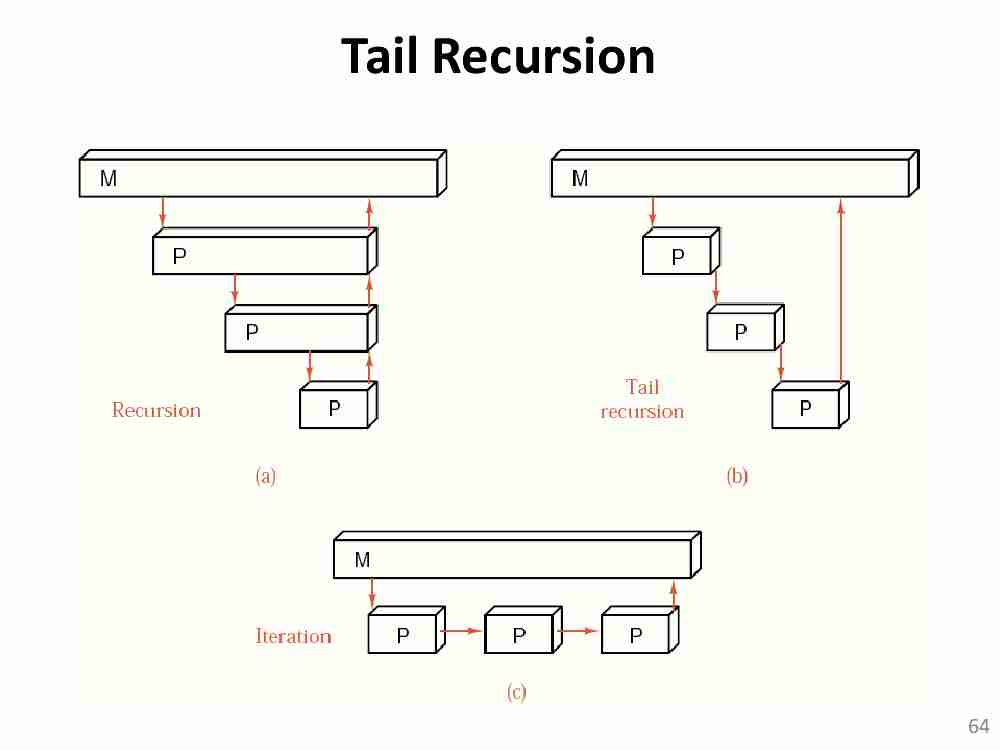 Tail Recursion
M
P
P
P
Recursion
(a)
M
P
P
P
Tail
recursion
(b)
M
P
P
P
Iteration
(c)
64